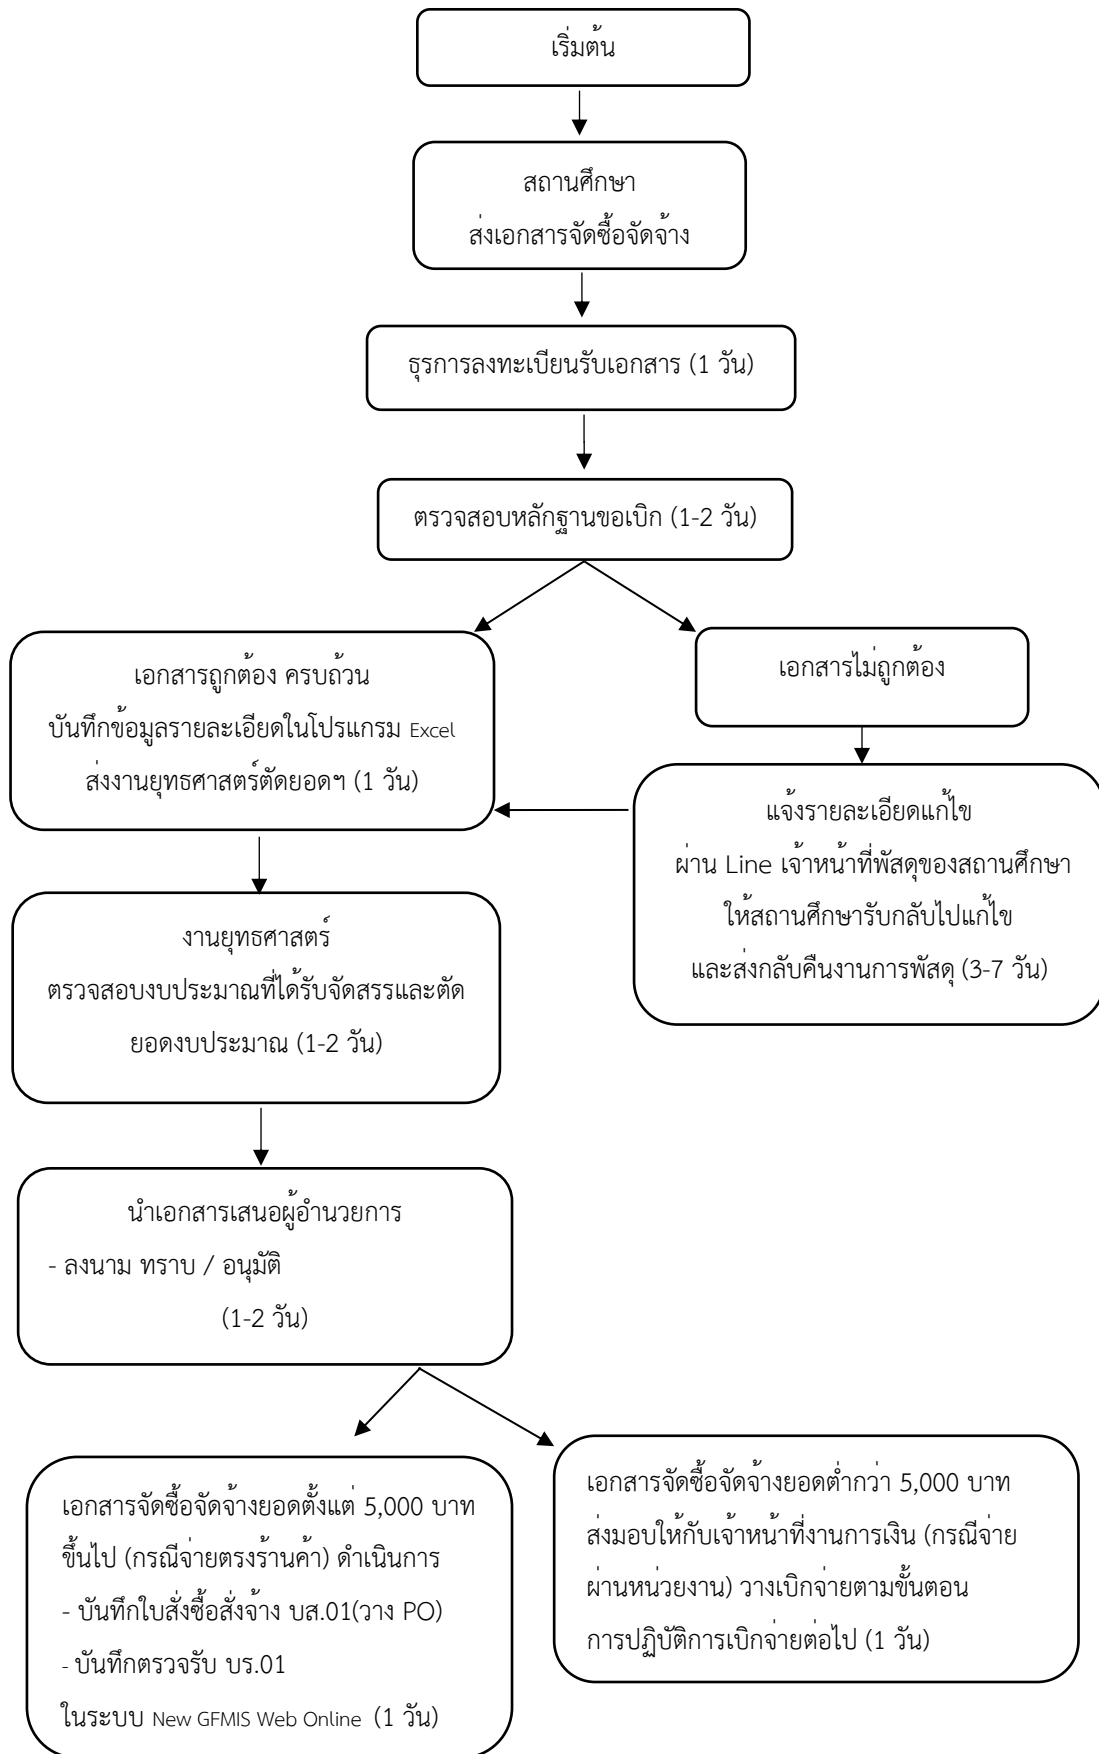 เริ่มต้น
สถานศึกษา
ส่งเอกสารจัดซื้อจัดจ้าง
ธุรการลงทะเบียนรับเอกสาร (1 วัน)
ตรวจสอบหลักฐานขอเบิก (1-2 วัน)
เอกสารถูกต้อง ครบถ้วน
บันทึกข้อมูลรายละเอียดในโปรแกรม Excel
ส่งงานยุทธศาสตร์ตัดยอดฯ (1 วัน)
เอกสารไม่ถูกต้อง
แจ้งรายละเอียดแก้ไข
ผ่าน Line เจ้าหน้าที่พัสดุของสถานศึกษา
ให้สถานศึกษารับกลับไปแก้ไข
และส่งกลับคืนงานการพัสดุ (3-7 วัน)
งานยุทธศาสตร์
ตรวจสอบงบประมาณที่ได้รับจัดสรรและตัด
ยอดงบประมาณ (1-2 วัน)
นำเอกสารเสนอผู้อำนวยการ
- ลงนาม ทราบ / อนุมัติ
(1-2 วัน)
เอกสารจัดซื้อจัดจ้างยอดตั้งแต่ 5,000 บาท
ขึ้นไป (กรณีจ่ายตรงร้านค้า) ดำเนินการ
- บันทึกใบสั่งซื้อสั่งจ้าง บส.01(วาง PO)
- บันทึกตรวจรับ บร.01
ในระบบ New GFMIS Web Online (1 วัน)
เอกสารจัดซื้อจัดจ้างยอดต่ำกว่า 5,000 บาท
ส่งมอบให้กับเจ้าหน้าที่งานการเงิน (กรณีจ่าย
ผ่านหน่วยงาน) วางเบิกจ่ายตามขั้นตอน
การปฏิบัติการเบิกจ่ายต่อไป (1 วัน)